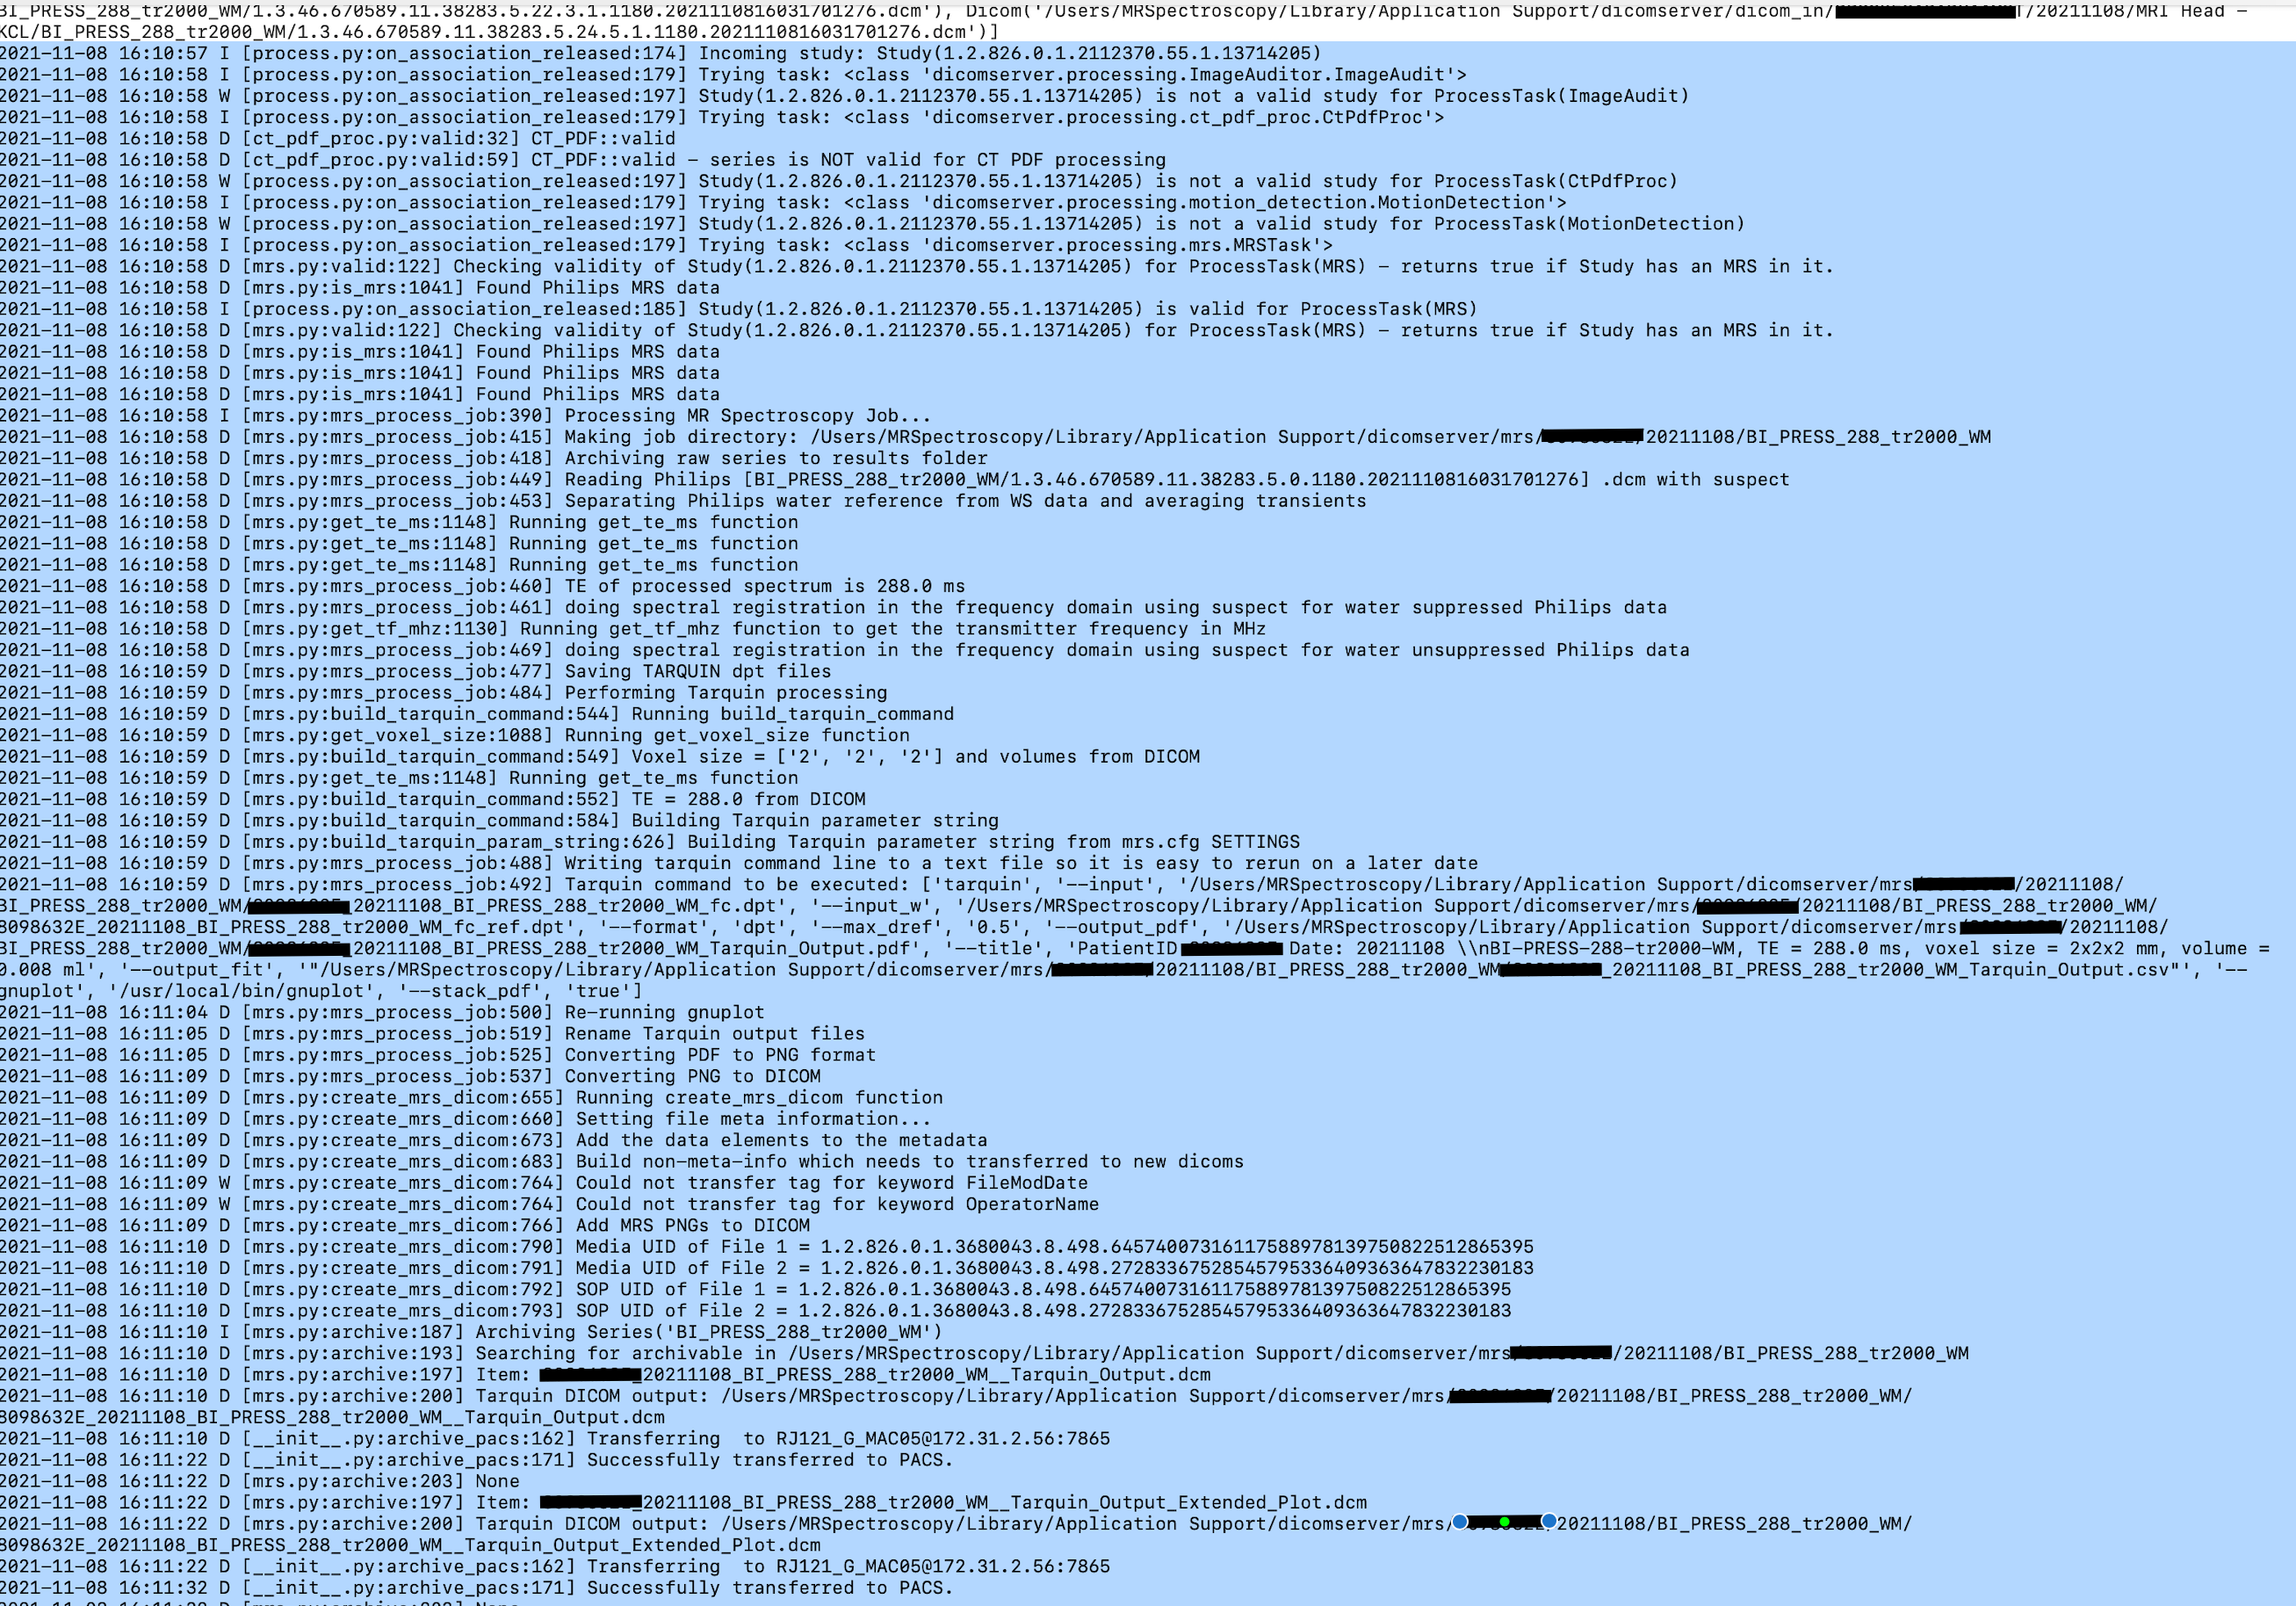 BI_PRESS_288_tr2000_WM/1.3.46.670589.11.38283.5.22.3.1.1180.2021110816031701276.dcm'), Dicom('/Users/MRSpectroscopy/Library/Application Support/dicomserver/dicom_in/ /20211108/MRI Head –
KCL/BI_PRESS_288_tr2000_WM/1.3.46.670589.11.38283.5.24.5.1.1180.2021110816031701276.dcm')]
2021-11-08 16:10:57 I [process.py:on_association_released:174] Incoming study: Study(1.2.826.0.1.2112370.55.1.13714205)
2021-11-08 16:10:58 I [process.py:on_association_released:179] Trying task: <class 'dicomserver.processing.ImageAuditor.ImageAudit'>
2021-11-08 16:10:58 W [process.py:on_association_released:197] Study(1.2.826.0.1.2112370.55.1.13714205) is not a valid study for ProcessTask(ImageAudit)
2021-11-08 16:10:58 I [process.py:on_association_released:179] Trying task: <class 'dicomserver.processing.ct_pdf_proc.CtPdfProc'>
2021-11-08 16:10:58 D [ct_pdf_proc.py:valid:32] CT_PDF::valid
2021-11-08 16:10:58 D [ct_pdf_proc.py:valid:59] CT_PDF::valid – series is NOT valid for CT PDF processing
2021-11-08 16:10:58 W [process.py:on_association_released:197] Study(1.2.826.0.1.2112370.55.1.13714205) is not a valid study for ProcessTask(CtPdfProc)
2021-11-08 16:10:58 I [process.py:on_association_released:179] Trying task: <class 'dicomserver.processing.motion_detection.MotionDetection'>
2021-11-08 16:10:58 W [process.py:on_association_released:197] Study(1.2.826.0.1.2112370.55.1.13714205) is not a valid study for ProcessTask(MotionDetection)
2021-11-08 16:10:58 I [process.py:on_association_released:179] Trying task: <class 'dicomserver.processing.mrs.MRSTask'>
2021-11-08 16:10:58 D [mrs.py:valid:122] Checking validity of Study(1.2.826.0.1.2112370.55.1.13714205) for ProcessTask(MRS) – returns true if Study has an MRS in it.
2021-11-08 16:10:58 D [mrs.py:is_mrs:1041] Found Philips MRS data
2021-11-08 16:10:58 I [process.py:on_association_released:185] Study(1.2.826.0.1.2112370.55.1.13714205) is valid for ProcessTask(MRS)
2021-11-08 16:10:58 D [mrs.py:valid:122] Checking validity of Study(1.2.826.0.1.2112370.55.1.13714205) for ProcessTask(MRS) – returns true if Study has an MRS in it.
2021-11-08 16:10:58 D [mrs.py:is_mrs:1041] Found Philips MRS data
2021-11-08 16:10:58 D [mrs.py:is_mrs:1041] Found Philips MRS data
2021-11-08 16:10:58 D [mrs.py:is_mrs:1041] Found Philips MRS data
2021-11-08 16:10:58 I [mrs.py:mrs_process_job:390] Processing MR Spectroscopy Job...
2021-11-08 16:10:58 D [mrs.py:mrs_process_job:415] Making job directory: /Users/MRSpectroscopy/Library/Application Support/dicomserver/mrs/ 20211108/BI_PRESS_288_tr2000_WM
2021-11-08 16:10:58 D [mrs.py:mrs_process_job:418] Archiving raw series to results folder
2021-11-08 16:10:58 D [mrs.py:mrs_process_job:449] Reading Philips [BI_PRESS_288_tr2000_WM/1.3.46.670589.11.38283.5.0.1180.2021110816031701276] .dcm with suspect
2021-11-08 16:10:58 D [mrs.py:mrs_process_job:453] Separating Philips water reference from WS data and averaging transients
2021-11-08 16:10:58 D [mrs.py:get_te_ms:1148] Running get_te_ms function
2021-11-08 16:10:58 D [mrs.py:get_te_ms:1148] Running get_te_ms function
2021-11-08 16:10:58 D [mrs.py:get_te_ms:1148] Running get_te_ms function
2021-11-08 16:10:58 D [mrs.py:mrs_process_job:460] TE of processed spectrum is 288.0 ms
2021-11-08 16:10:58 D [mrs.py:mrs_process_job:461] doing spectral registration in the frequency domain using suspect for water suppressed Philips data
2021-11-08 16:10:58 D [mrs.py:get_tf_mhz:1130] Running get_tf_mhz function to get the transmitter frequency in MHz
2021-11-08 16:10:58 D [mrs.py:mrs_process_job:469] doing spectral registration in the frequency domain using suspect for water unsuppressed Philips data
2021-11-08 16:10:59 D [mrs.py:mrs_process_job:477] Saving TARQUIN dpt files
2021-11-08 16:10:59 D [mrs.py:mrs_process_job:484] Performing Tarquin processing
2021-11-08 16:10:59 D [mrs.py:build_tarquin_command:544] Running build_tarquin_command
2021-11-08 16:10:59 D [mrs.py:get_voxel_size:1088] Running get_voxel_size function
2021-11-08 16:10:59 D [mrs.py:build_tarquin_command:549] Voxel size = ['2', '2', '2'] and volumes from DICOM
2021-11-08 16:10:59 D [mrs.py:get_te_ms:1148] Running get_te_ms function
2021-11-08 16:10:59 D [mrs.py:build_tarquin_command:552] TE = 288.0 from DICOM
2021-11-08 16:10:59 D [mrs.py:build_tarquin_command:584] Building Tarquin parameter string
2021-11-08 16:10:59 D [mrs.py:build_tarquin_param_string:626] Building Tarquin parameter string from mrs.cfg SETTINGS
2021-11-08 16:10:59 D [mrs.py:mrs_process_job:488] Writing tarquin command line to a text file so it is easy to rerun on a later date
2021-11-08 16:10:59 D [mrs.py:mrs_process_job:492] Tarquin command to be executed: ['tarquin', '--input', '/Users/MRSpectroscopy/Library/Application Support/dicomserver/mrs /20211108/
BI_PRESS_288_tr2000_WM/ 20211108_BI_PRESS_288_tr2000_WM_fc.dpt', '--input_w', '/Users/MRSpectroscopy/Library/Application Support/dicomserver/mrs/ 20211108/BI_PRESS_288_tr2000_WM/
8098632E_20211108_BI_PRESS_288_tr2000_WM_fc_ref.dpt', '--format', 'dpt', '--max_dref', '0.5', '--output_pdf', '/Users/MRSpectroscopy/Library/Application Support/dicomserver/mrs /20211108/
BI_PRESS_288_tr2000_WM/ 20211108_BI_PRESS_288_tr2000_WM_Tarquin_Output.pdf', '--title', 'PatientID Date: 20211108 \\nBI-PRESS-288-tr2000-WM, TE = 288.0 ms, voxel size = 2x2x2 mm, volume =
0.008 ml', '--output_fit', '"/Users/MRSpectroscopy/Library/Application Support/dicomserver/mrs/ 20211108/BI_PRESS_288_tr2000_WM _20211108_BI_PRESS_288_tr2000_WM_Tarquin_Output.csv"', '--
gnuplot', '/usr/local/bin/gnuplot', '--stack_pdf', 'true']
2021-11-08 16:11:04 D [mrs.py:mrs_process_job:500] Re-running gnuplot
2021-11-08 16:11:05 D [mrs.py:mrs_process_job:519] Rename Tarquin output files
2021-11-08 16:11:05 D [mrs.py:mrs_process_job:525] Converting PDF to PNG format
2021-11-08 16:11:09 D [mrs.py:mrs_process_job:537] Converting PNG to DICOM
2021-11-08 16:11:09 D [mrs.py:create_mrs_dicom:655] Running create_mrs_dicom function
2021-11-08 16:11:09 D [mrs.py:create_mrs_dicom:660] Setting file meta information...
2021-11-08 16:11:09 D [mrs.py:create_mrs_dicom:673] Add the data elements to the metadata
2021-11-08 16:11:09 D [mrs.py:create_mrs_dicom:683] Build non-meta-info which needs to transferred to new dicoms
2021-11-08 16:11:09 W [mrs.py:create_mrs_dicom:764] Could not transfer tag for keyword FileModDate
2021-11-08 16:11:09 W [mrs.py:create_mrs_dicom:764] Could not transfer tag for keyword OperatorName
2021-11-08 16:11:09 D [mrs.py:create_mrs_dicom:766] Add MRS PNGs to DICOM
2021-11-08 16:11:10 D [mrs.py:create_mrs_dicom:790] Media UID of File 1 = 1.2.826.0.1.3680043.8.498.64574007316117588978139750822512865395
2021-11-08 16:11:10 D [mrs.py:create_mrs_dicom:791] Media UID of File 2 = 1.2.826.0.1.3680043.8.498.27283367528545795336409363647832230183
2021-11-08 16:11:10 D [mrs.py:create_mrs_dicom:792] SOP UID of File 1 = 1.2.826.0.1.3680043.8.498.64574007316117588978139750822512865395
2021-11-08 16:11:10 D [mrs.py:create_mrs_dicom:793] SOP UID of File 2 = 1.2.826.0.1.3680043.8.498.27283367528545795336409363647832230183
2021-11-08 16:11:10 I [mrs.py:archive:187] Archiving Series('BI_PRESS_288_tr2000_WM')
2021-11-08 16:11:10 D [mrs.py:archive:193] Searching for archivable in /Users/MRSpectroscopy/Library/Application Support/dicomserver/mrs /20211108/BI_PRESS_288_tr2000_WM
2021-11-08 16:11:10 D [mrs.py:archive:197] Item: 20211108_BI_PRESS_288_tr2000_WM__Tarquin_Output.dcm
2021-11-08 16:11:10 D [mrs.py:archive:200] Tarquin DICOM output: /Users/MRSpectroscopy/Library/Application Support/dicomserver/mrs/ 20211108/BI_PRESS_288_tr2000_WM/
8098632E_20211108_BI_PRESS_288_tr2000_WM__Tarquin_Output.dcm
2021-11-08 16:11:10 D [__init__.py:archive_pacs:162] Transferring  to RJ121_G_MAC05@172.31.2.56:7865
2021-11-08 16:11:22 D [__init__.py:archive_pacs:171] Successfully transferred to PACS.
2021-11-08 16:11:22 D [mrs.py:archive:203] None
2021-11-08 16:11:22 D [mrs.py:archive:197] Item: 20211108_BI_PRESS_288_tr2000_WM__Tarquin_Output_Extended_Plot.dcm
2021-11-08 16:11:22 D [mrs.py:archive:200] Tarquin DICOM output: /Users/MRSpectroscopy/Library/Application Support/dicomserver/mrs/ 20211108/BI_PRESS_288_tr2000_WM/
8098632E_20211108_BI_PRESS_288_tr2000_WM__Tarquin_Output_Extended_Plot.dcm
2021-11-08 16:11:22 D [__init__.py:archive_pacs:162] Transferring  to RJ121_G_MAC05@172.31.2.56:7865
2021-11-08 16:11:32 D [__init__.py:archive_pacs:171] Successfully transferred to PACS.